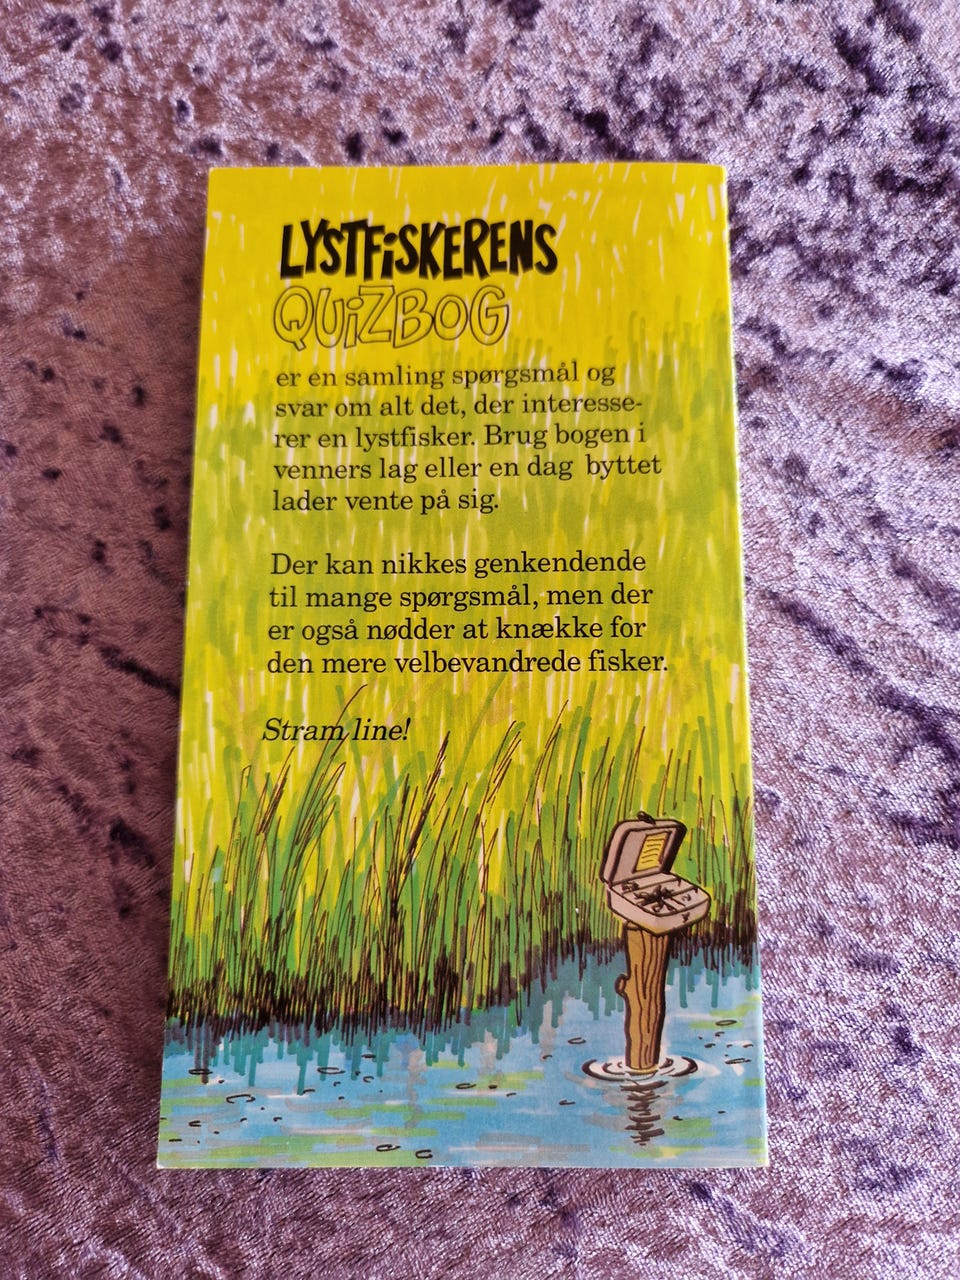 LYSTFiSKERENS
QUiZBOG
er en samling spørgsmål og
svar om alt det, der interesse-
rer en lystfisker. Brug bogen i
venners lag eller en dag byttet
lader vente på sig.
Der kan nikkes genkendende
til mange spørgsmål, men der
er også nødder at knække for
den mere velbevandrede fisker.
Stram line!